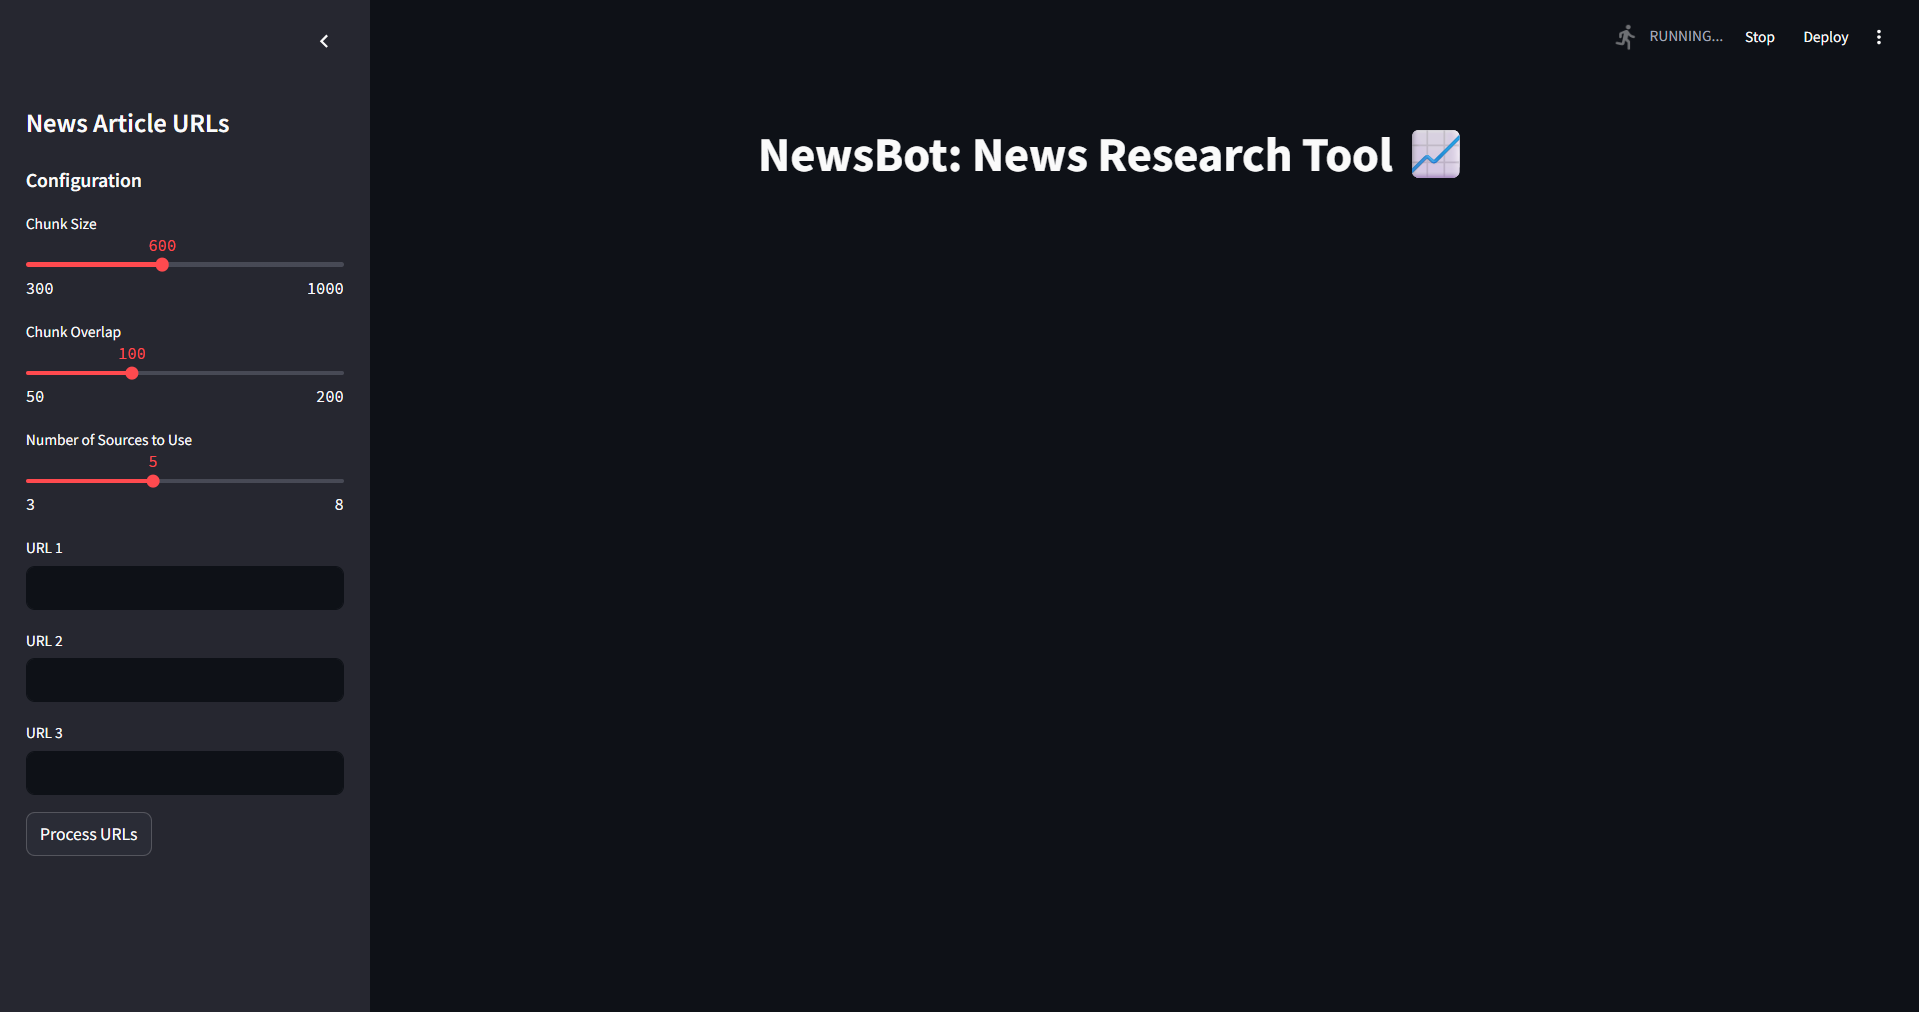 News Article URLs
Configuration
Chunk Size
600
300 1000
Chunk Overlap
100
50 200
Number of Sources to Use
5
3 8
URL 1
URL 2
URL 3
Process URLs
RUNNING... Stop Deploy
NewsBot: News Research Tool